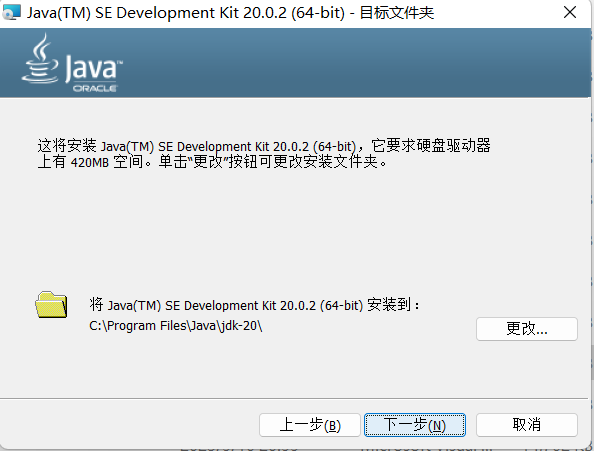 Java(TM) SE Development Kit 20.0.2 (64-bit) - 目标文件夹
Java™
ORACLE
这将安装 Java(TM) SE Development Kit 20.0.2 (64-bit)，它要求硬盘驱动器
上有 420MB 空间。单击“更改”按钮可更改安装文件夹。
将 Java(TM) SE Development Kit 20.0.2 (64-bit) 安装到：
C:\Program Files\Java\jdk-20\
更改...
上一步(B)
下一步(N)
取消